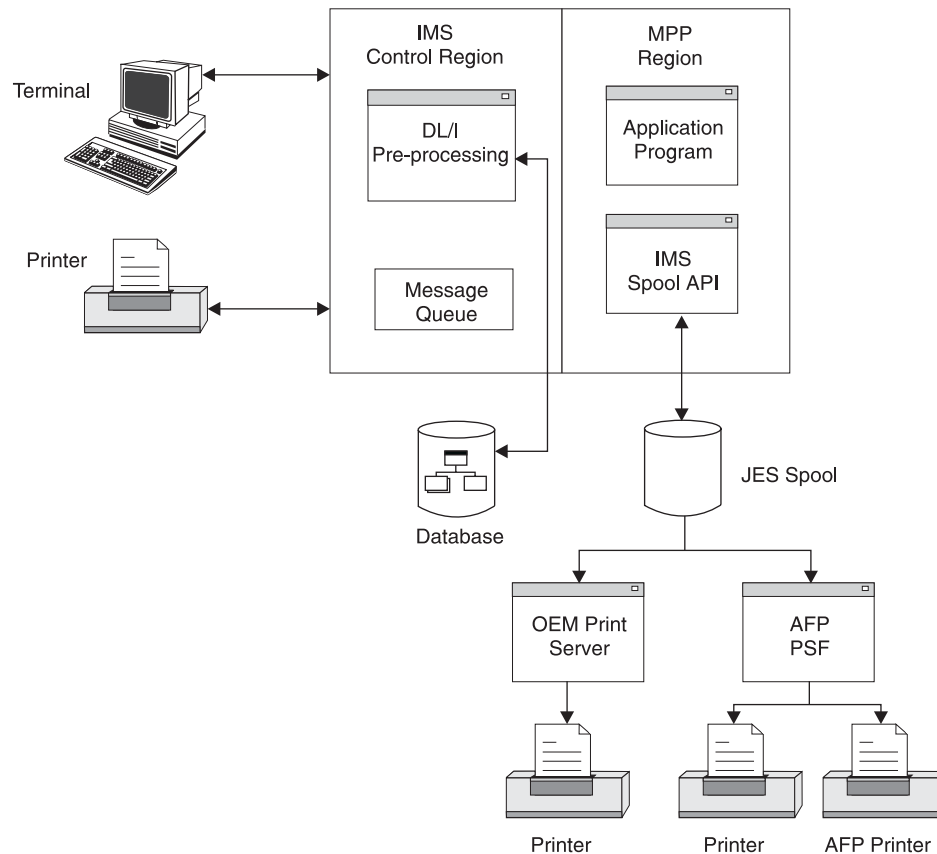 IMS
Control Region
MPP
Region
Terminal
DL/I
Pre-processing
Application
Program
Printer
Message
Queue
IMS
Spool API
JES Spool
Database
OEM Print
Server
AFP
PSF
Printer
Printer
AFP Printer